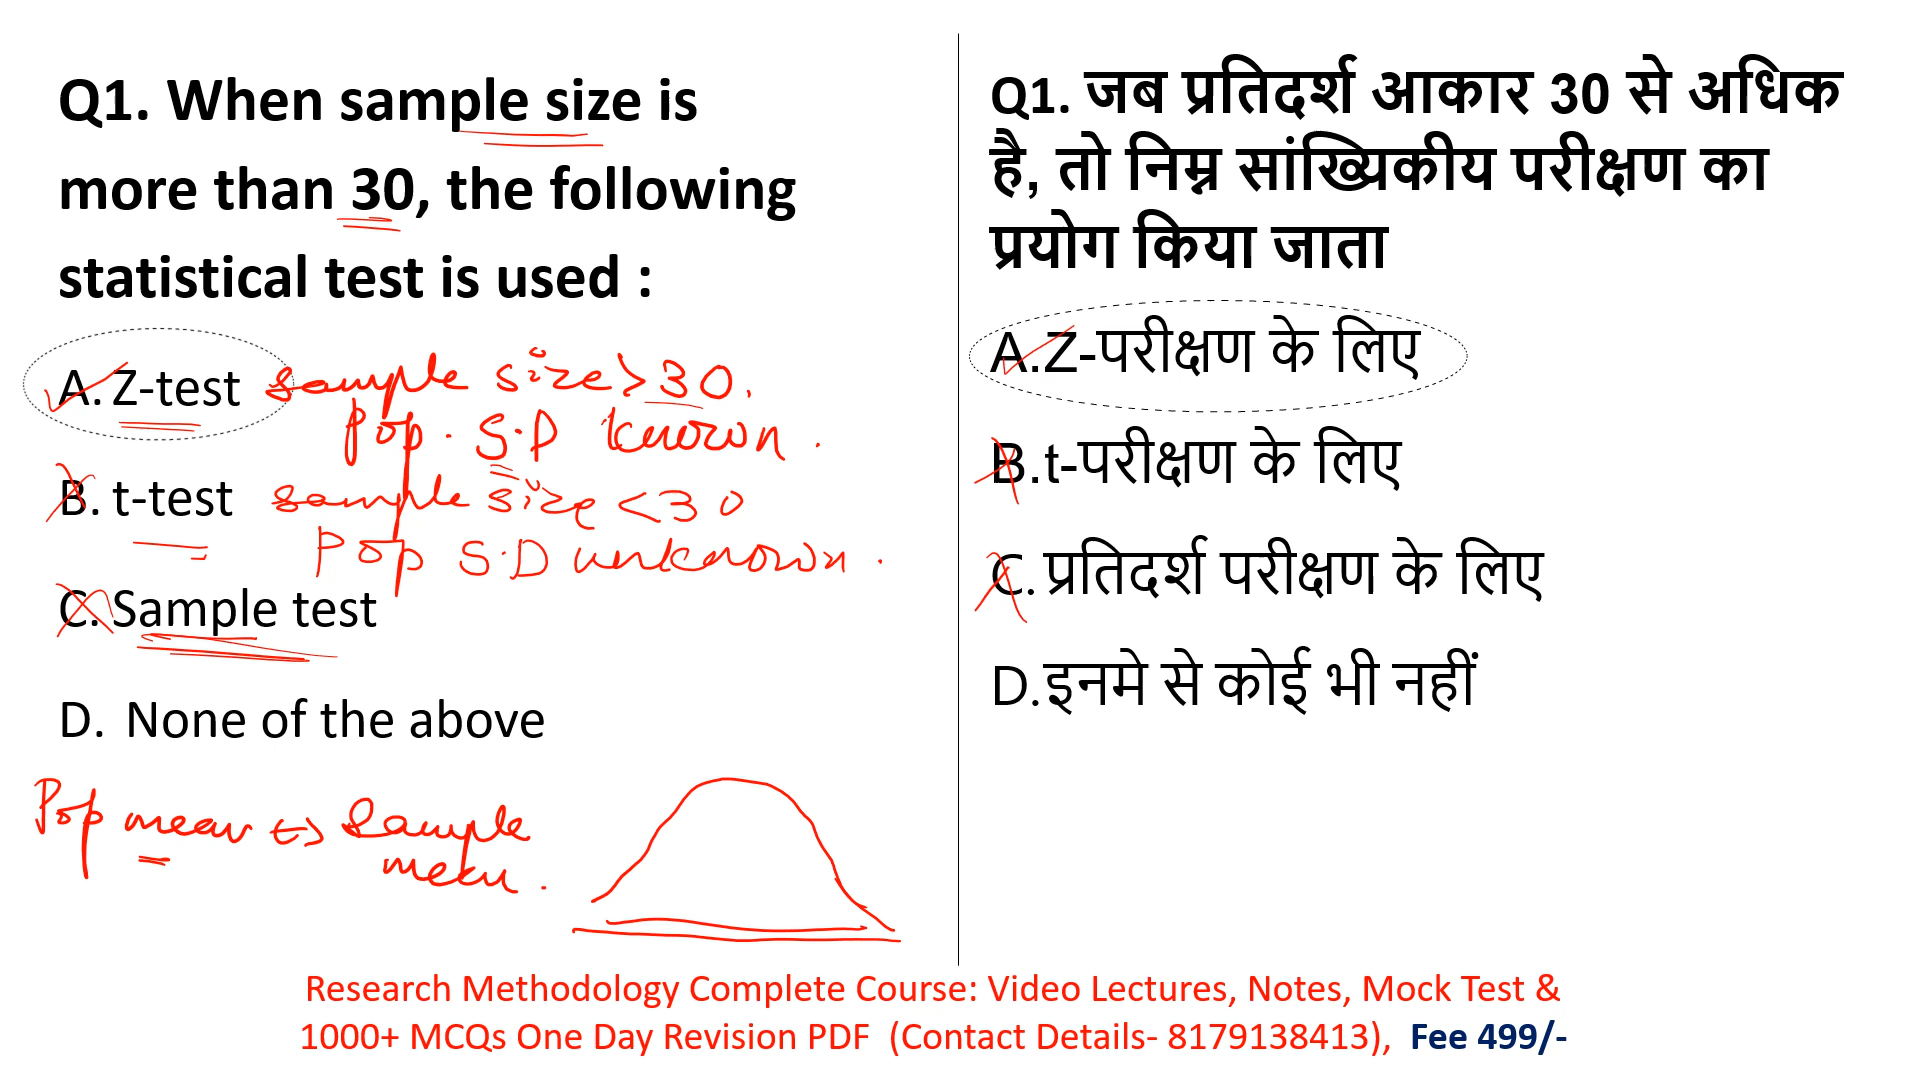 Q1. When sample size is
more than 30, the following
statistical test is used :
A. Z-test sample size > 30.
Pop. S.D known.
B. t-test sample size < 30
Pop S.D unknown.
C. Sample test
D. None of the above
Pop mean ↔ Sample
mean.
Q1. जब प्रतिदर्श आकार 30 से अधिक
है, तो निम्न सांख्यिकीय परीक्षण का
प्रयोग किया जाता
A.Z-परीक्षण के लिए
B.t-परीक्षण के लिए
C.प्रतिदर्श परीक्षण के लिए
D.इनमे से कोई भी नहीं
Research Methodology Complete Course: Video Lectures, Notes, Mock Test &
1000+ MCQs One Day Revision PDF (Contact Details- 8179138413), Fee 499/-